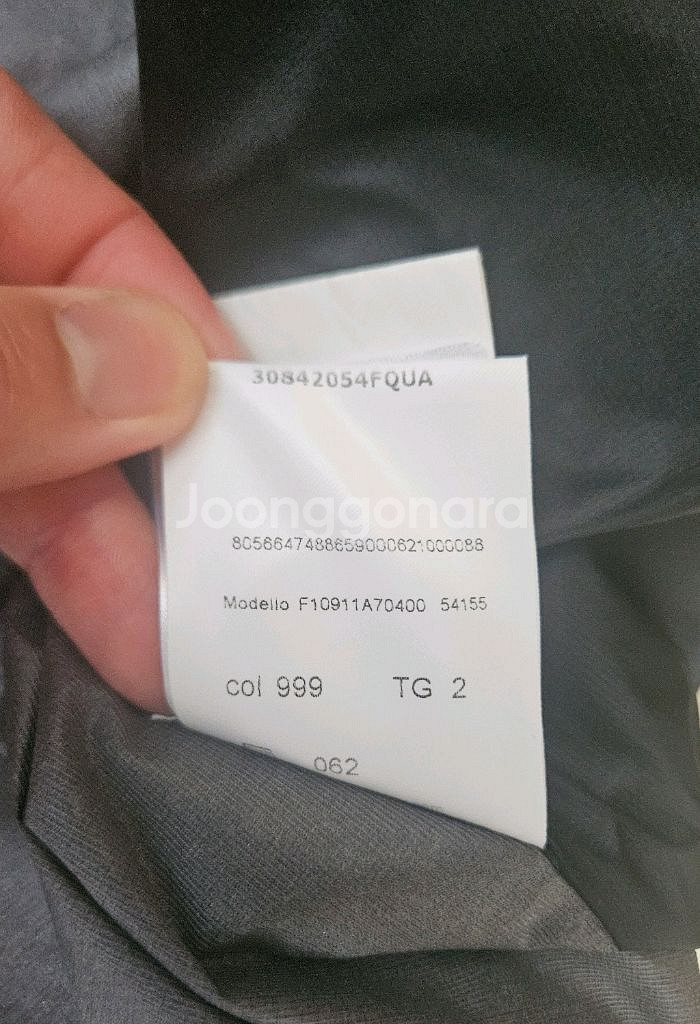 30842054FQUA
Joonggonara
8056647488659000621000088
Modello F10911A70400 54155
col 999 TG 2
062